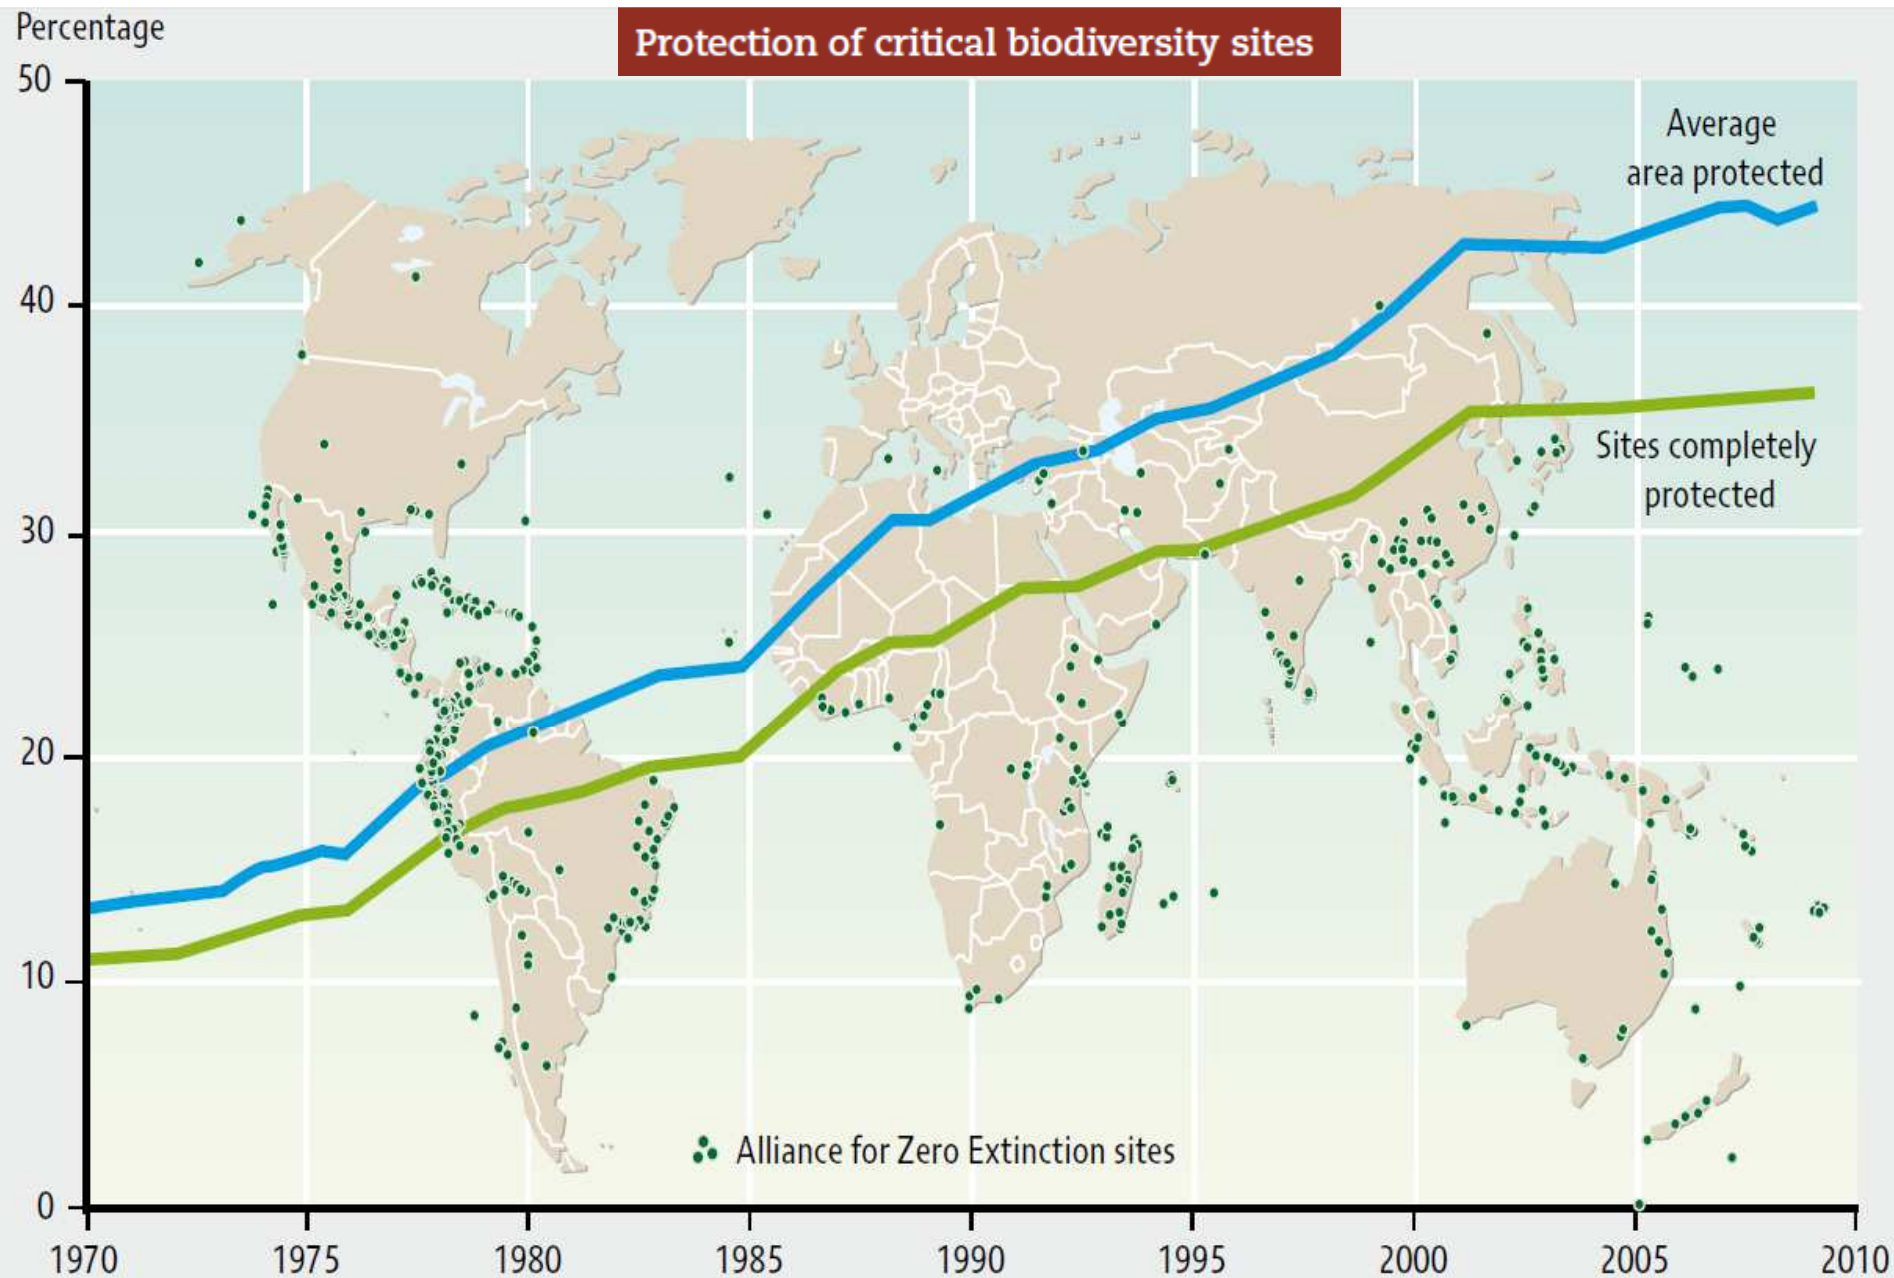 Percentage
Protection of critical biodiversity sites
50
40
30
20
10
0
Average
area protected
Sites completely
protected
Alliance for Zero Extinction sites
1970 1975 1980 1985 1990 1995 2000 2005 2010